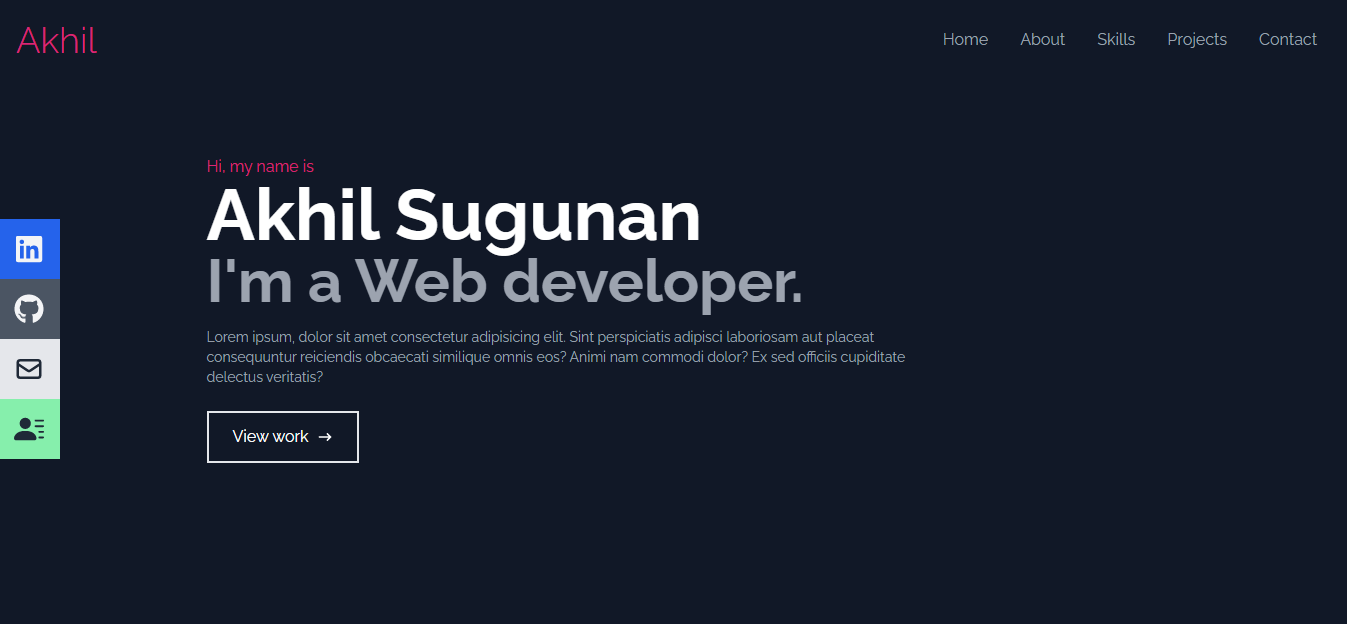 Akhil
Home About Skills Projects Contact
Hi, my name is
Akhil Sugunan
I'm a Web developer.
Lorem ipsum, dolor sit amet consectetur adipisicing elit. Sint perspiciatis adipisci laboriosam aut placeat
consequuntur reiciendis obcaecati similique omnis eos? Animi nam commodi dolor? Ex sed officiis cupiditate
delectus veritatis?
in
View work →